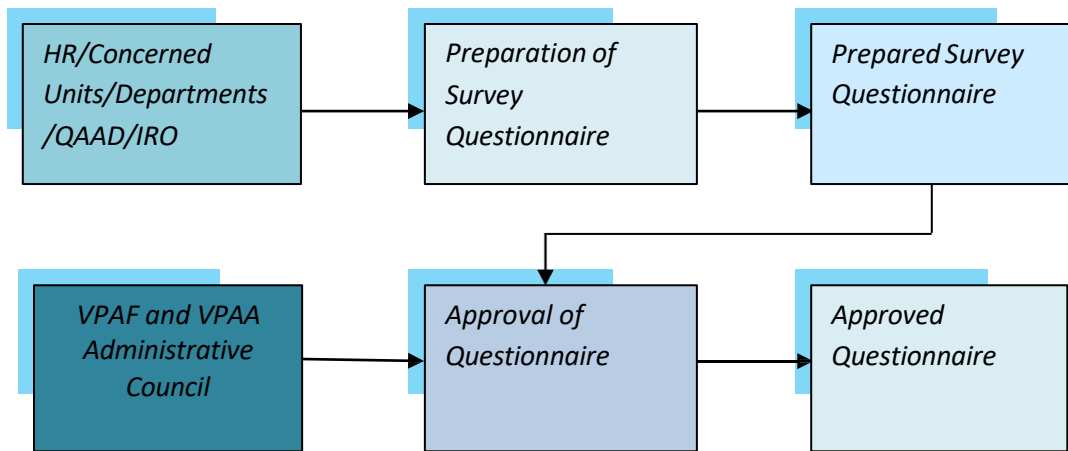 HR/Concerned
Units/Departments
/QAAD/IRO
Preparation of
Survey
Questionnaire
Prepared Survey
Questionnaire
VPAF and VPAA
Administrative
Council
Approval of
Questionnaire
Approved
Questionnaire